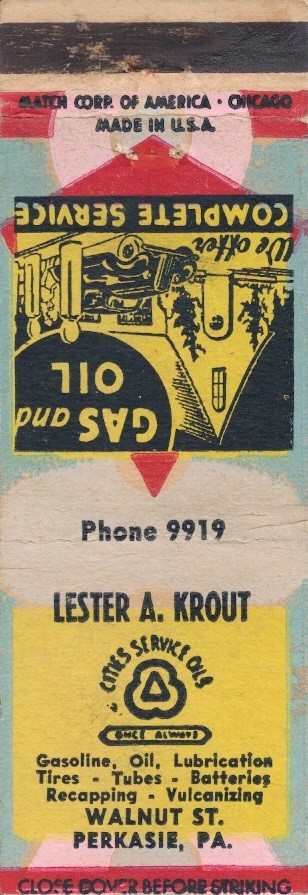 MATCH CORP. OF AMERICA · CHICAGO
MADE IN U.S.A.
We offer
COMPLETE SERVICE
GAS and
OIL
Phone 9919
LESTER A. KROUT
CITIES SERVICE OILS
ONCE ALWAYS
Gasoline, Oil, Lubrication
Tires - Tubes - Batteries
Recapping - Vulcanizing
WALNUT ST.
PERKASIE, PA.
CLOSE COVER BEFORE STRIKING